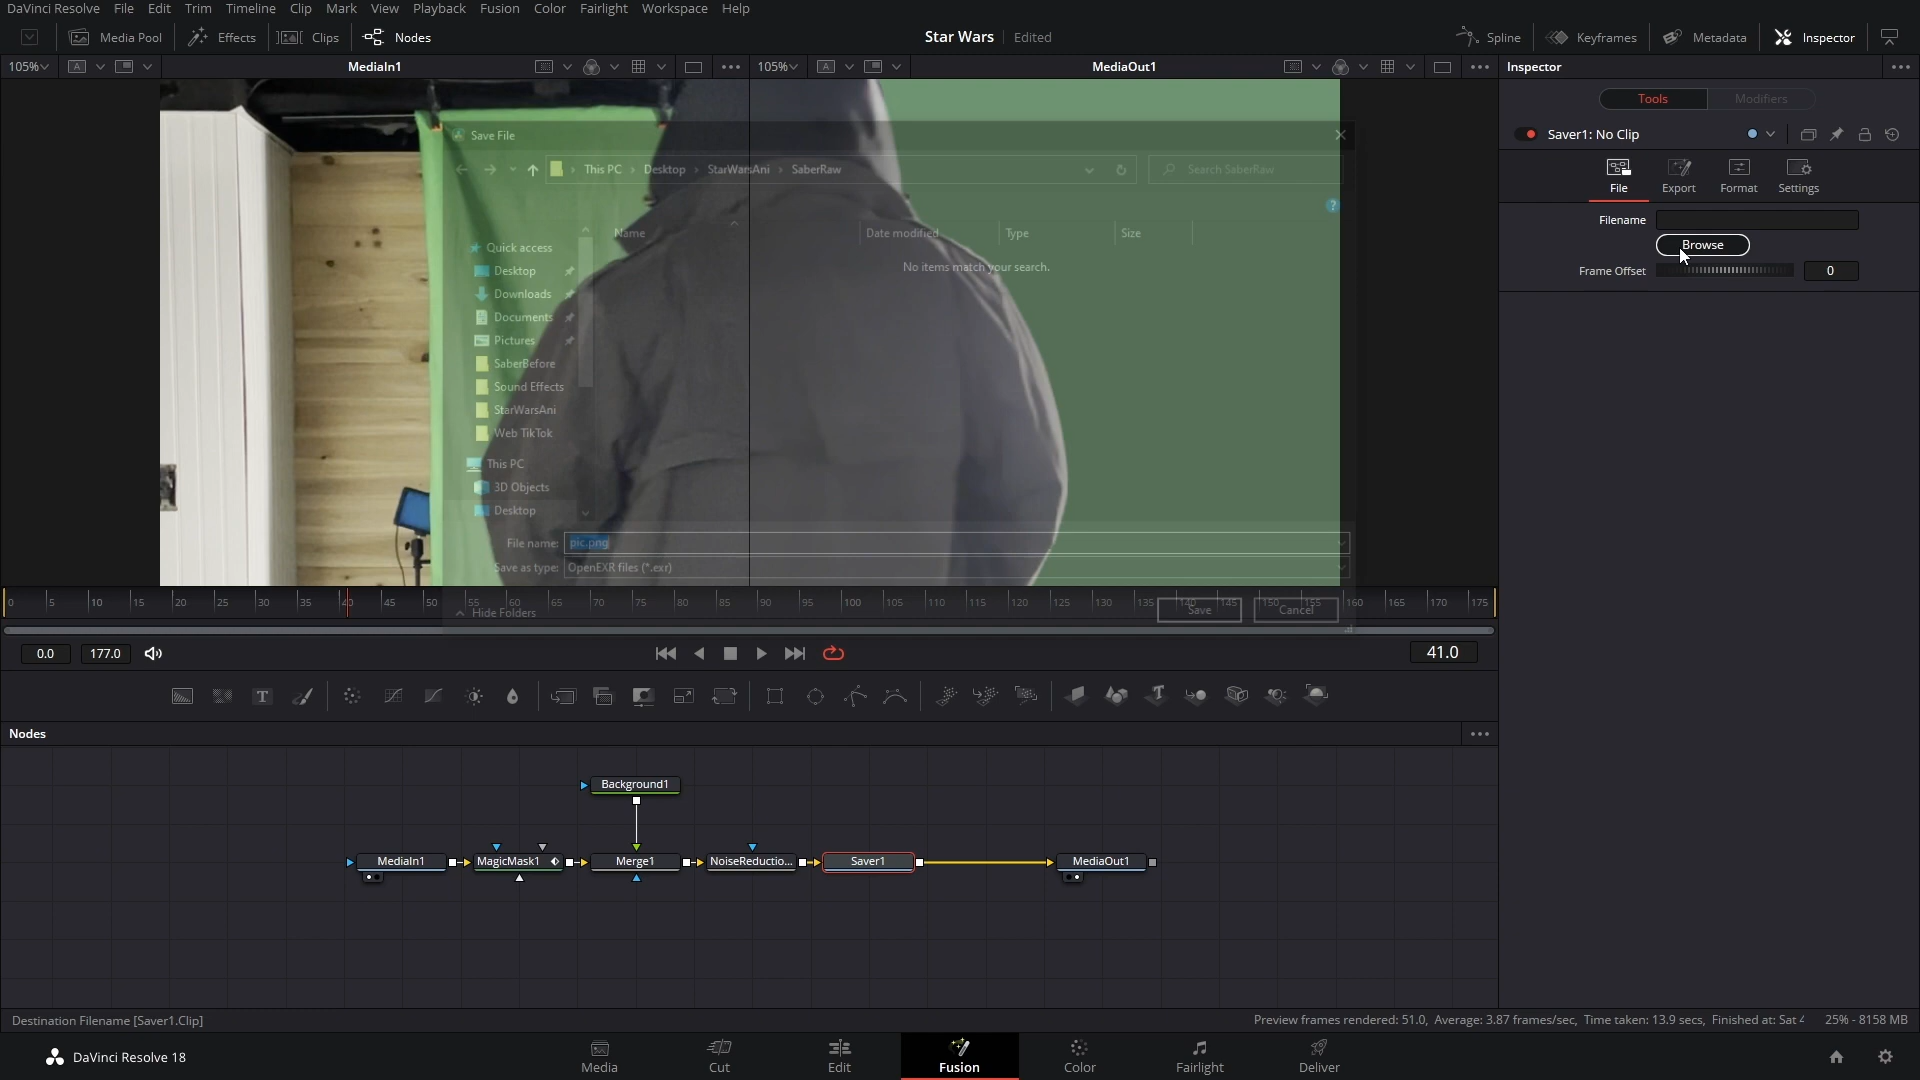 DaVinci Resolve File Edit Trim Timeline Clip Mark View Playback Fusion Color Fairlight Workspace Help
Media Pool Effects Clips Nodes Star Wars Edited Spline Keyframes Metadata Inspector
105% A MediaIn1 105% A MediaOut1 Inspector
Tools Modifiers
Saver1: No Clip
File Export Format Settings
Filename
Browse
Frame Offset 0
Save File
This PC Desktop StarWarsAni SaberRaw Search SaberRaw
Name Date modified Type Size
No items match your search.
Quick access
Desktop
Downloads
Documents
Pictures
SaberBefore
Sound Effects
StarWarsAni
Web TikTok
This PC
3D Objects
Desktop
File name: pic.png
Save as type: OpenEXR files (*.exr)
Hide Folders Save Cancel
0 5 10 15 20 25 30 35 40 45 50 55 60 65 70 75 80 85 90 95 100 105 110 115 120 125 130 135 140 145 150 155 160 165 170 175
0.0 177.0 41.0
T T
Nodes
Background1
MediaIn1 MagicMask1 Merge1 NoiseReductio... Saver1 MediaOut1
Destination Filename [Saver1.Clip] Preview frames rendered: 51.0, Average: 3.87 frames/sec, Time taken: 13.9 secs, Finished at: Sat 25% - 8158 MB
DaVinci Resolve 18 Media Cut Edit Fusion Color Fairlight Deliver